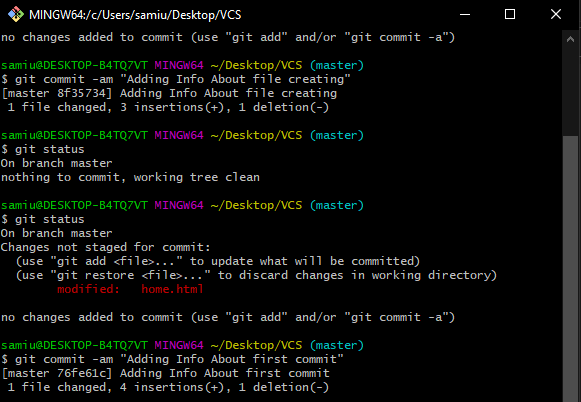 MINGW64:/c/Users/samiu/Desktop/VCS
no changes added to commit (use "git add" and/or "git commit -a")
samiu@DESKTOP-B4TQ7VT MINGW64 ~/Desktop/VCS (master)
$ git commit -am "Adding Info About file creating"
[master 8f35734] Adding Info About file creating
 1 file changed, 3 insertions(+), 1 deletion(-)
samiu@DESKTOP-B4TQ7VT MINGW64 ~/Desktop/VCS (master)
$ git status
On branch master
nothing to commit, working tree clean
samiu@DESKTOP-B4TQ7VT MINGW64 ~/Desktop/VCS (master)
$ git status
On branch master
Changes not staged for commit:
  (use "git add <file>..." to update what will be committed)
  (use "git restore <file>..." to discard changes in working directory)
        modified:   home.html
no changes added to commit (use "git add" and/or "git commit -a")
samiu@DESKTOP-B4TQ7VT MINGW64 ~/Desktop/VCS (master)
$ git commit -am "Adding Info About first commit"
[master 76fe61c] Adding Info About first commit
 1 file changed, 4 insertions(+), 1 deletion(-)